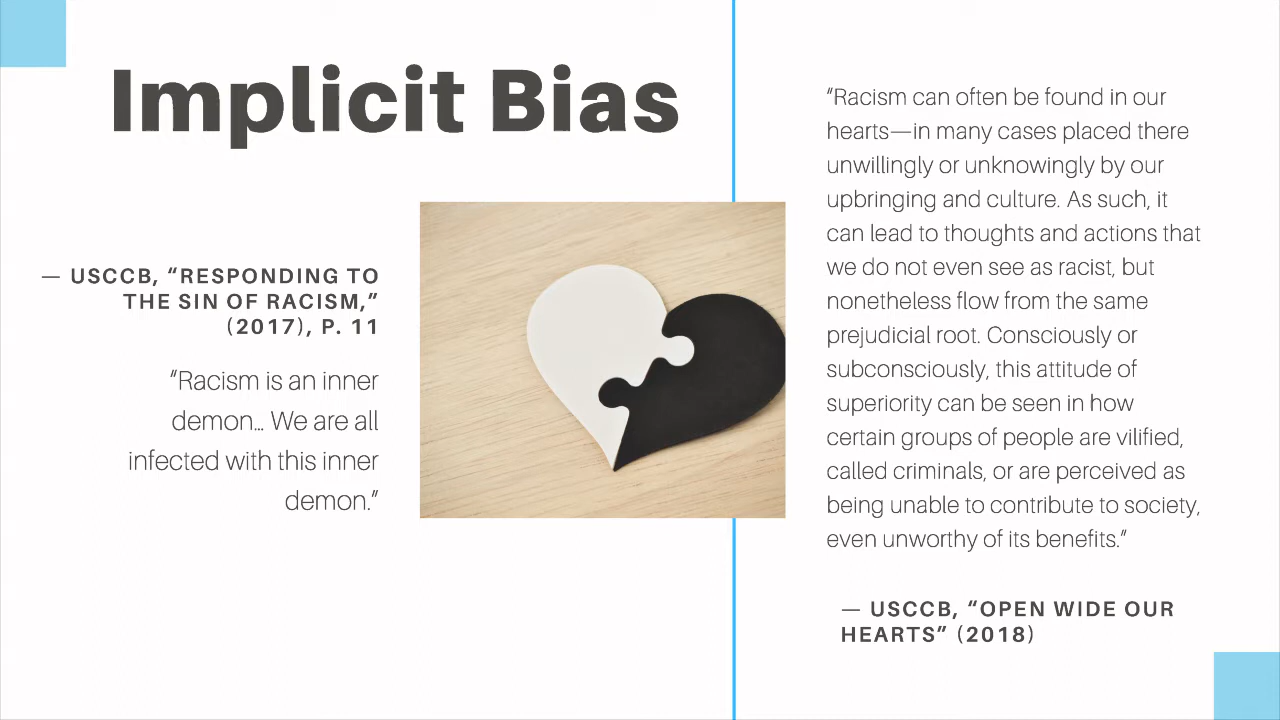 Implicit Bias
— USCCB, “RESPONDING TO
THE SIN OF RACISM,”
(2017), P. 11
“Racism is an inner
demon... We are all
infected with this inner
demon.”
“Racism can often be found in our
hearts—in many cases placed there
unwillingly or unknowingly by our
upbringing and culture. As such, it
can lead to thoughts and actions that
we do not even see as racist, but
nonetheless flow from the same
prejudicial root. Consciously or
subconsciously, this attitude of
superiority can be seen in how
certain groups of people are vilified,
called criminals, or are perceived as
being unable to contribute to society,
even unworthy of its benefits.”
— USCCB, “OPEN WIDE OUR
HEARTS” (2018)